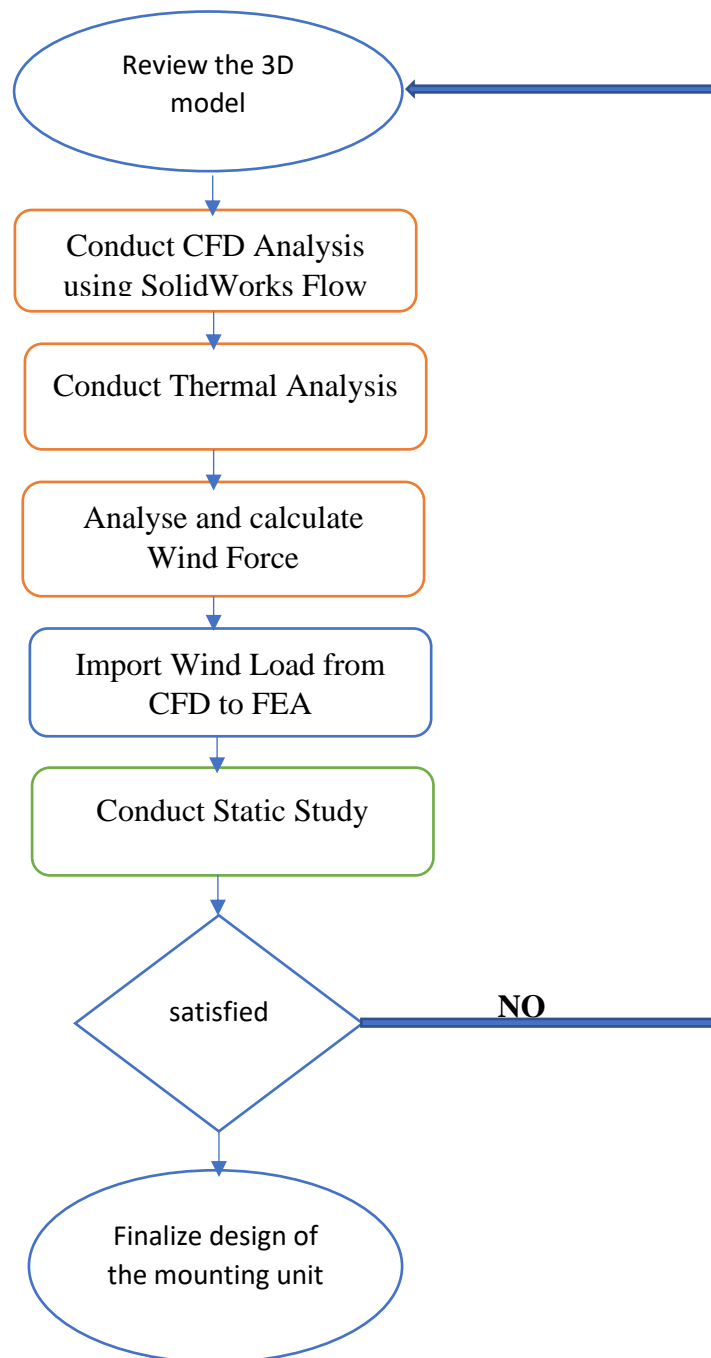 Review the 3D
model
Conduct CFD Analysis
using SolidWorks Flow
Conduct Thermal Analysis
Analyse and calculate
Wind Force
Import Wind Load from
CFD to FEA
Conduct Static Study
satisfied
NO
Finalize design of
the mounting unit